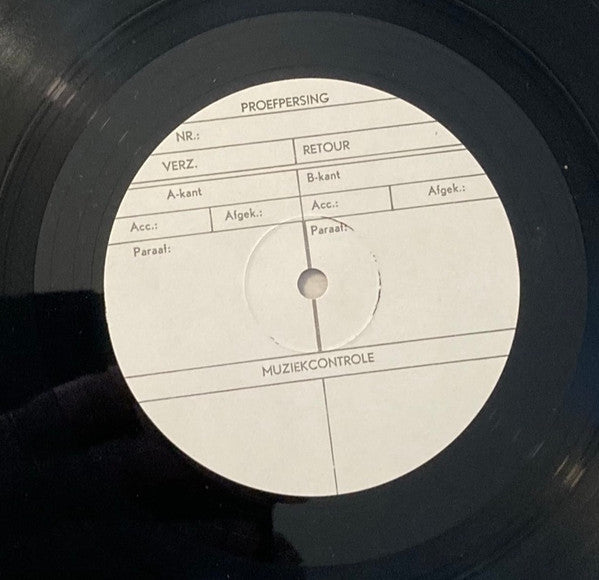 PROEFPERSING
NR.:
VERZ. RETOUR
A-kant B-kant
Acc.: Afgek.: Acc.: Afgek.:
Paraaf: Paraaf:
MUZIEKCONTROLE